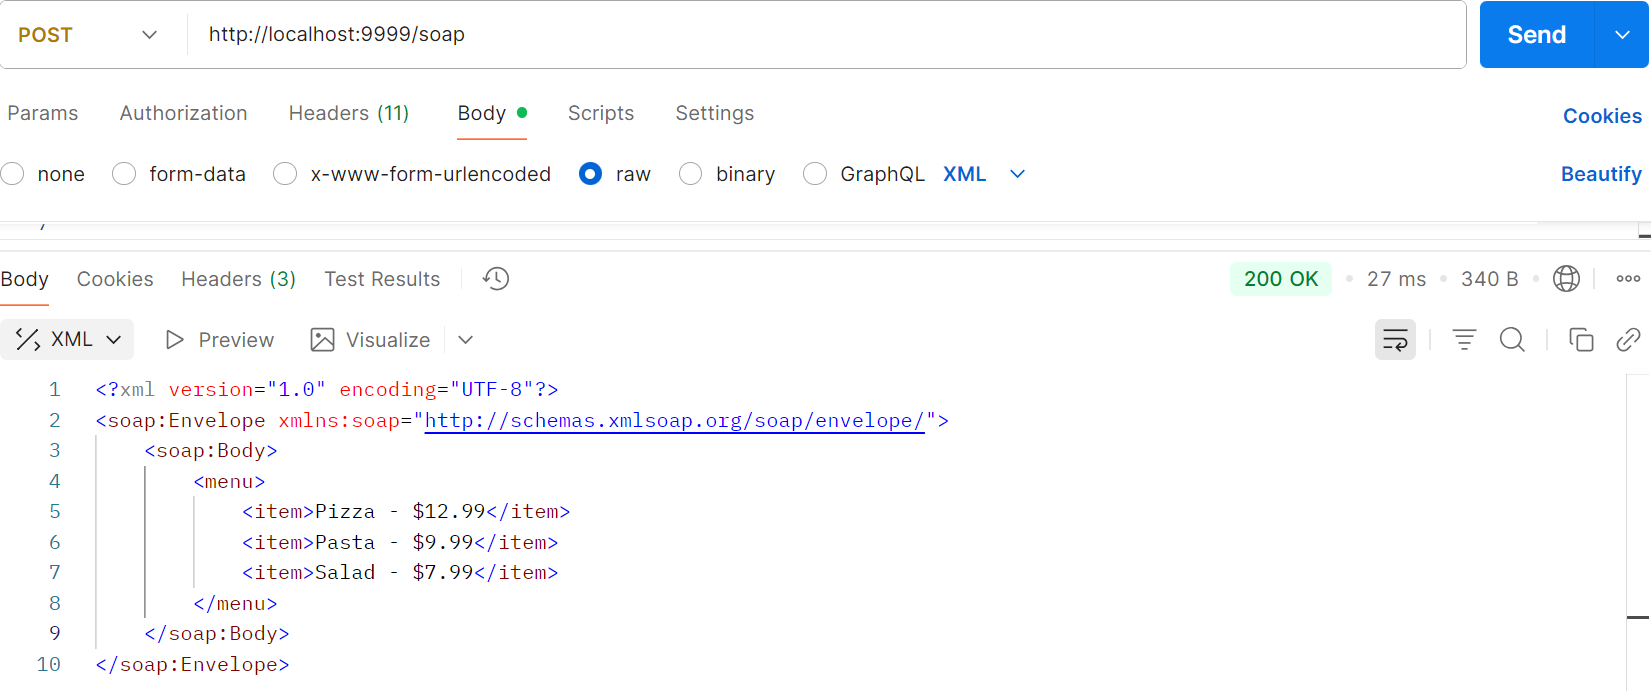 POST http://localhost:9999/soap Send
Params Authorization Headers (11) Body Scripts Settings Cookies
none form-data x-www-form-urlencoded raw binary GraphQL XML Beautify
Body Cookies Headers (3) Test Results 200 OK 27 ms 340 B
XML Preview Visualize
1 <?xml version="1.0" encoding="UTF-8"?>
2 <soap:Envelope xmlns:soap="http://schemas.xmlsoap.org/soap/envelope/">
3 <soap:Body>
4 <menu>
5 <item>Pizza - $12.99</item>
6 <item>Pasta - $9.99</item>
7 <item>Salad - $7.99</item>
8 </menu>
9 </soap:Body>
10 </soap:Envelope>